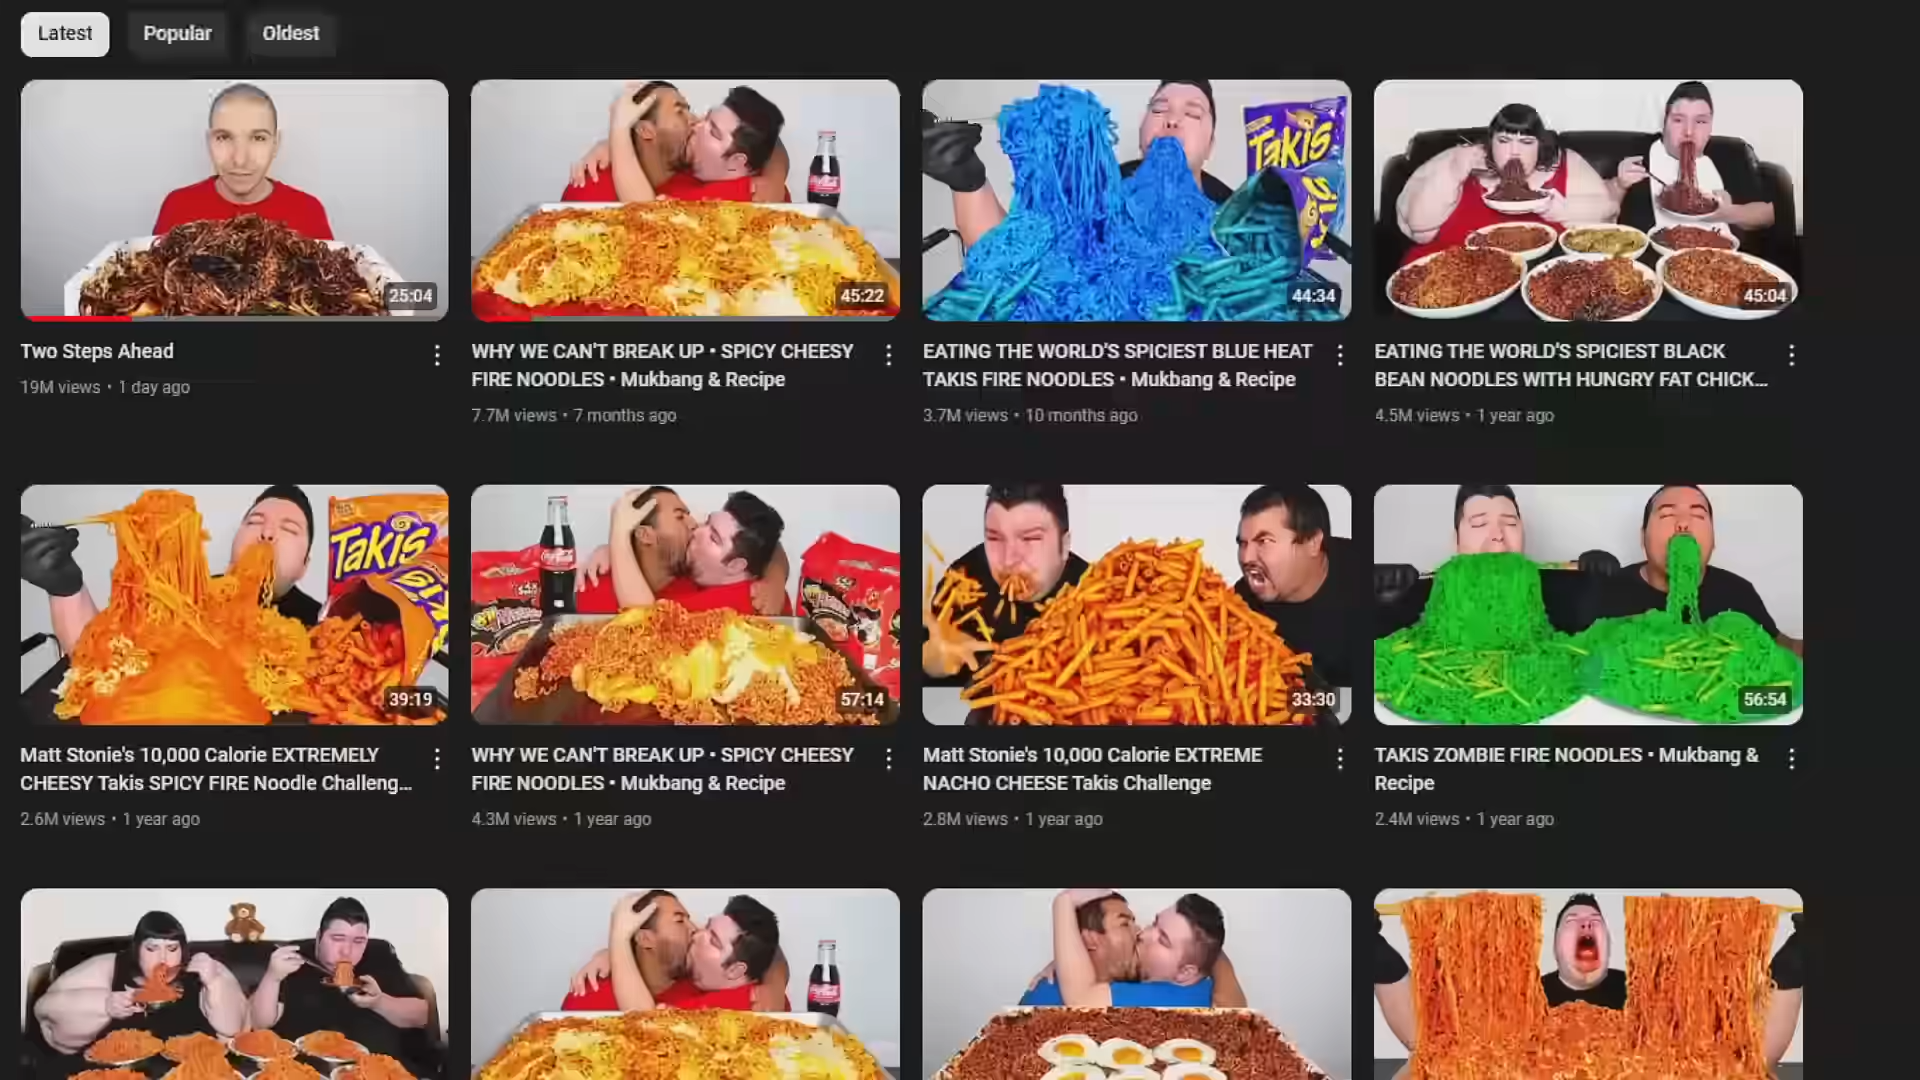 Latest
Popular
Oldest
Takis
25:04
45:22
44:34
45:04
Two Steps Ahead
19M views • 1 day ago
WHY WE CAN'T BREAK UP • SPICY CHEESY
FIRE NOODLES • Mukbang & Recipe
7.7M views • 7 months ago
EATING THE WORLD'S SPICIEST BLUE HEAT
TAKIS FIRE NOODLES • Mukbang & Recipe
3.7M views • 10 months ago
EATING THE WORLD'S SPICIEST BLACK
BEAN NOODLES WITH HUNGRY FAT CHICK...
4.5M views • 1 year ago
Takis
39:19
57:14
33:30
56:54
Matt Stonie's 10,000 Calorie EXTREMELY
CHEESY Takis SPICY FIRE Noodle Challeng...
2.6M views • 1 year ago
WHY WE CAN'T BREAK UP • SPICY CHEESY
FIRE NOODLES • Mukbang & Recipe
4.3M views • 1 year ago
Matt Stonie's 10,000 Calorie EXTREME
NACHO CHEESE Takis Challenge
2.8M views • 1 year ago
TAKIS ZOMBIE FIRE NOODLES • Mukbang &
Recipe
2.4M views • 1 year ago